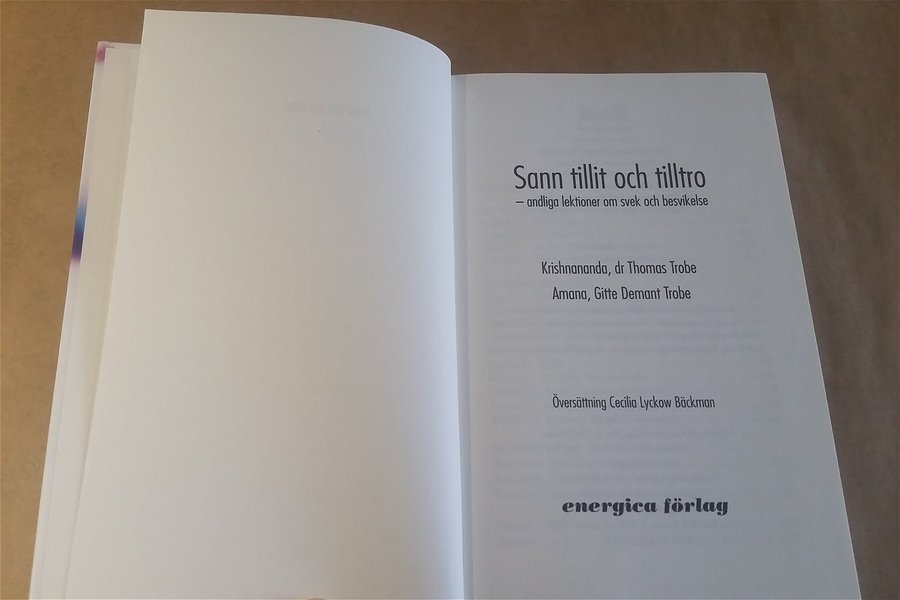 Sann tillit och tilltro
– andliga lektioner om svek och besvikelse
Krishnananda, dr Thomas Trobe
Amana, Gitte Demant Trobe
Översättning Cecilia Lyckow Bäckman
energica förlag